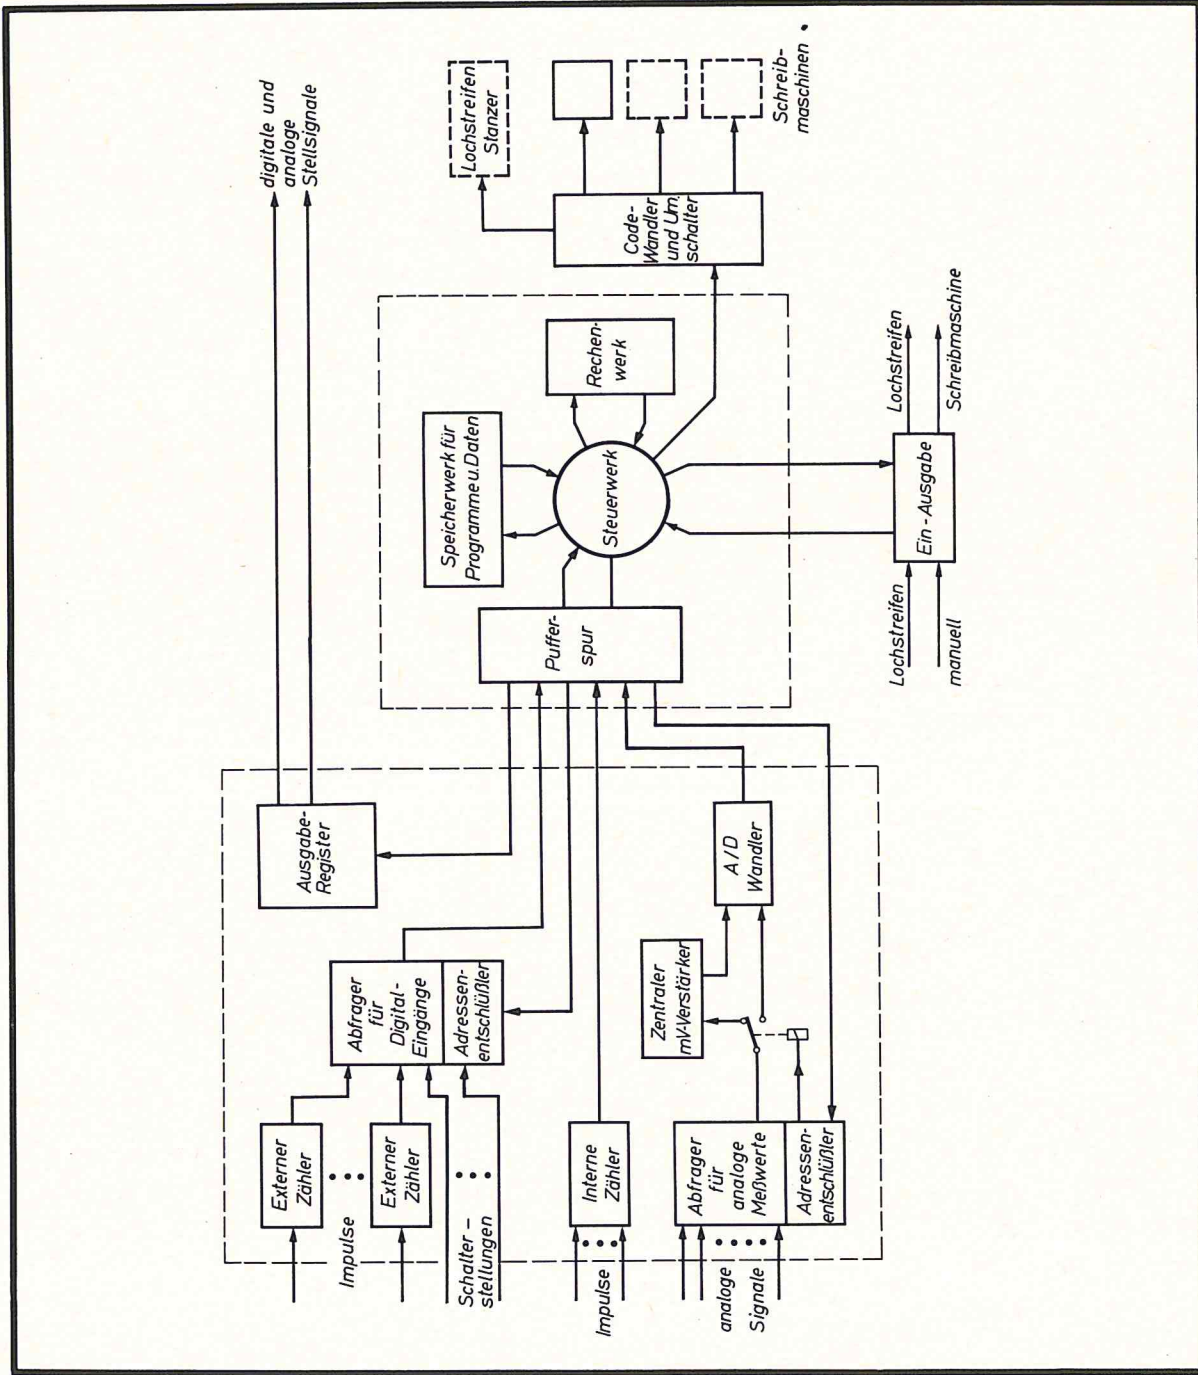 digitale und
analoge
Stellsignale
Lochstreifen
Stanzer
Schreib-
maschinen
Code-
Wandler
und Um.
schalter
Speicherwerk für
Programme u. Daten
Rechen-
werk
Steuerwerk
Puffer-
spur
Lochstreifen
Schreibmaschine
Ein-Ausgabe
Lochstreifen
manuell
Ausgabe-
Register
Abfrager
für
Digital-
Eingänge
Adressen-
entschlüßler
A/D
Wandler
Zentraler
mV-Verstärker
Externer
Zähler
Externer
Zähler
Interne
Zähler
Abfrager
für
analoge
Meßwerte
Adressen-
entschlüßler
Impulse
Schalter-
stellungen
Impulse
analoge
Signale